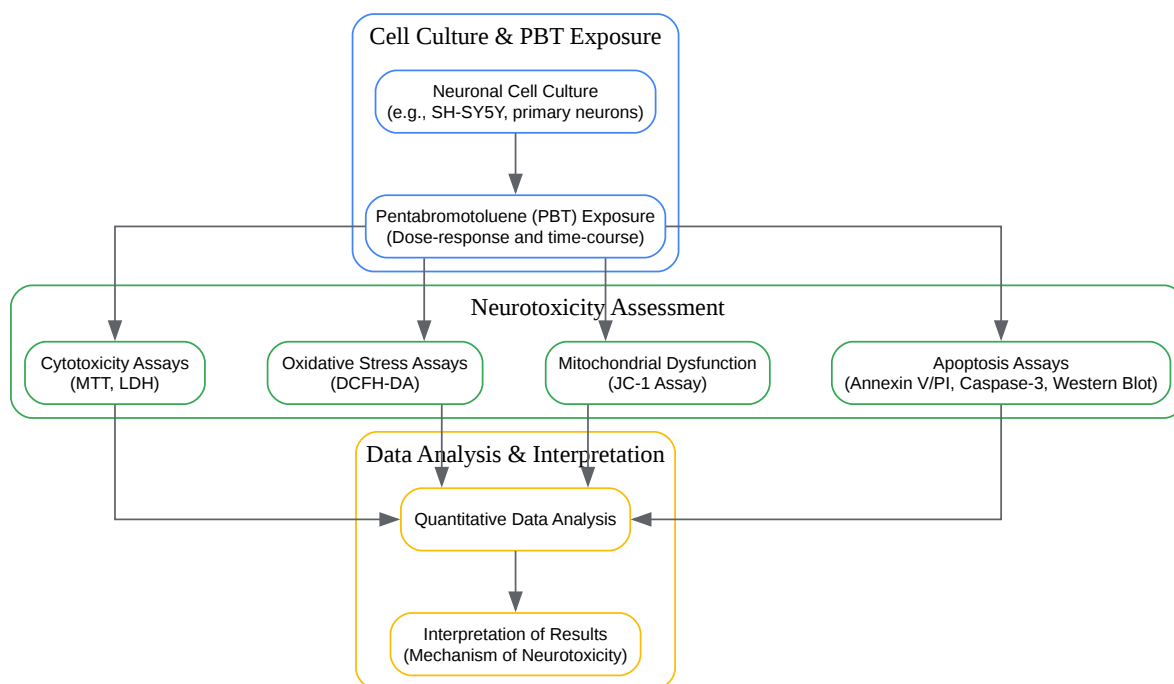 Cell Culture & PBT Exposure
Neuronal Cell Culture
(e.g., SH-SY5Y, primary neurons)
Pentabromotoluene (PBT) Exposure
(Dose-response and time-course)
Neurotoxicity Assessment
Cytotoxicity Assays
(MTT, LDH)
Oxidative Stress Assays
(DCFH-DA)
Mitochondrial Dysfunction
(JC-1 Assay)
Apoptosis Assays
(Annexin V/PI, Caspase-3, Western Blot)
Data Analysis & Interpretation
Quantitative Data Analysis
Interpretation of Results
(Mechanism of Neurotoxicity)